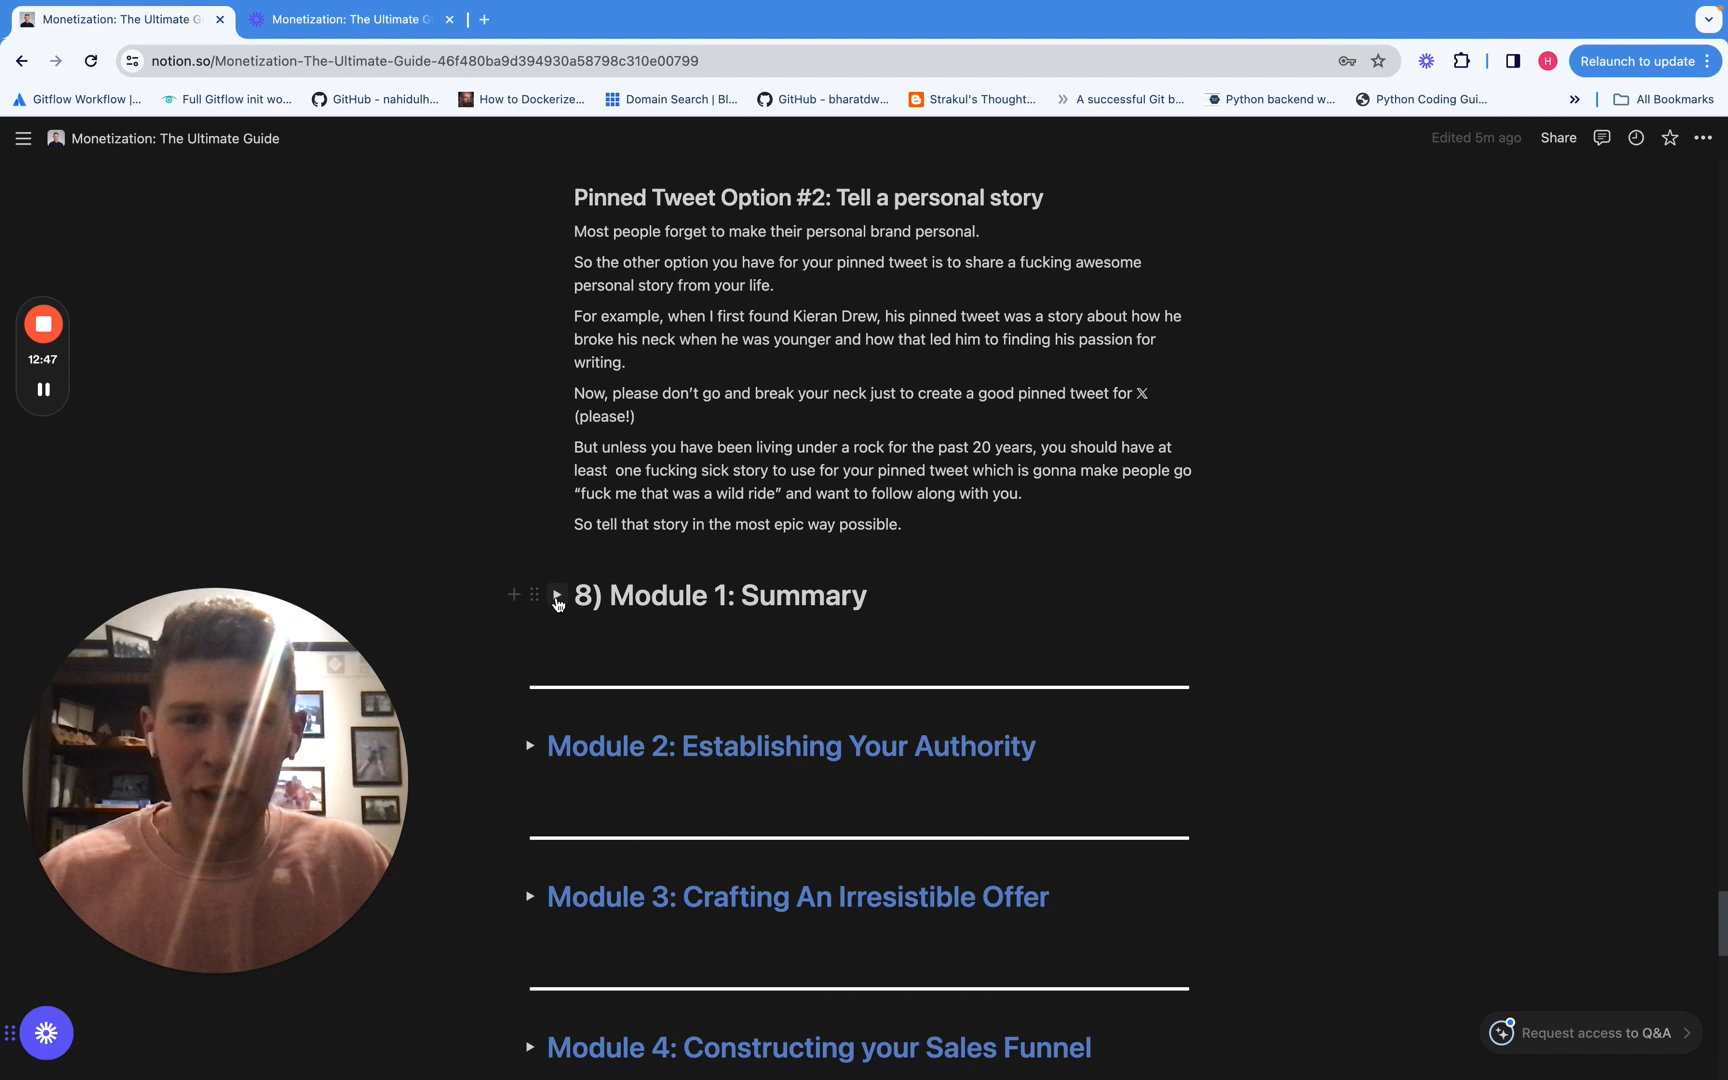 Monetization: The Ultimate G
Monetization: The Ultimate G
notion.so/Monetization-The-Ultimate-Guide-46f480ba9d394930a58798c310e00799
H
Relaunch to update
Gitflow Workflow |...
Full Gitflow init wo...
GitHub - nahidulh...
How to Dockerize...
Domain Search | Bl...
GitHub - bharatdw...
Strakul's Thought...
A successful Git b...
Python backend w...
Python Coding Gui...
All Bookmarks
Monetization: The Ultimate Guide
Edited 5m ago
Share
Pinned Tweet Option #2: Tell a personal story
Most people forget to make their personal brand personal.
So the other option you have for your pinned tweet is to share a fucking awesome
personal story from your life.
For example, when I first found Kieran Drew, his pinned tweet was a story about how he
broke his neck when he was younger and how that led him to finding his passion for
writing.
Now, please don’t go and break your neck just to create a good pinned tweet for 𝕏
(please!)
But unless you have been living under a rock for the past 20 years, you should have at
least  one fucking sick story to use for your pinned tweet which is gonna make people go
“fuck me that was a wild ride” and want to follow along with you.
So tell that story in the most epic way possible.
12:47
8) Module 1: Summary
Module 2: Establishing Your Authority
Module 3: Crafting An Irresistible Offer
Module 4: Constructing your Sales Funnel
Request access to Q&A